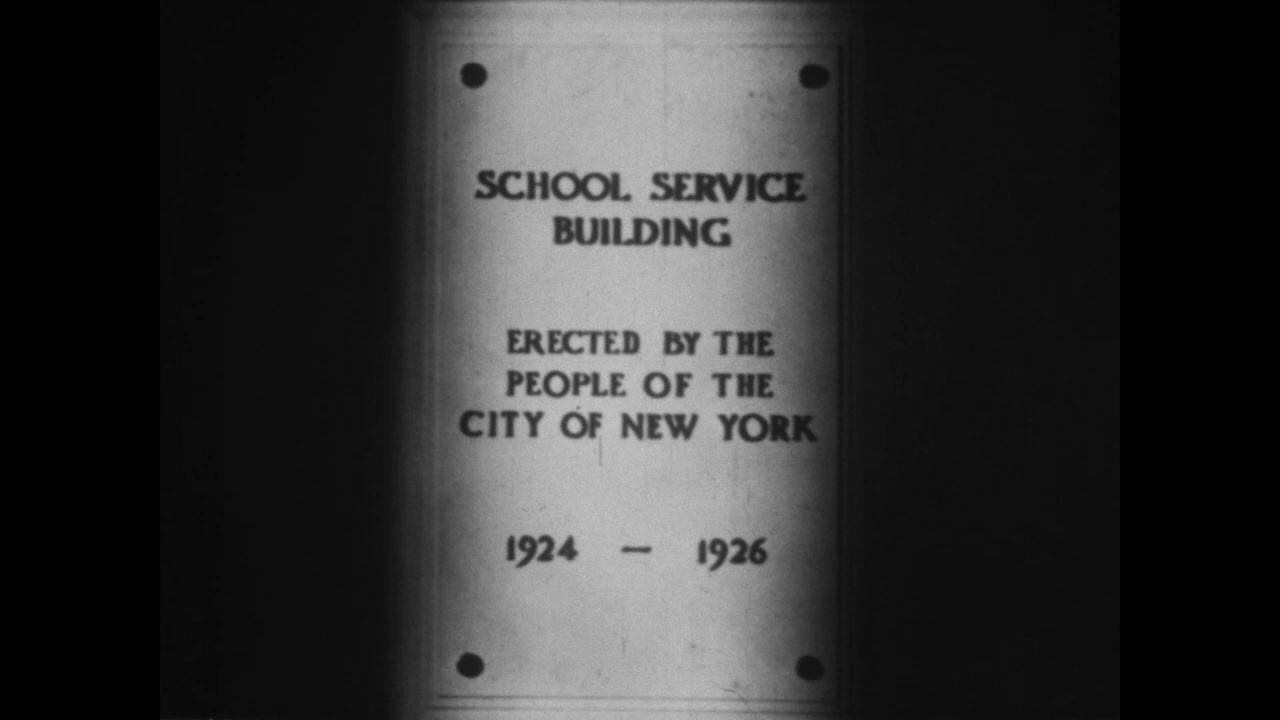 SCHOOL SERVICE
BUILDING
ERECTED BY THE
PEOPLE OF THE
CITY OF NEW YORK
1924 — 1926